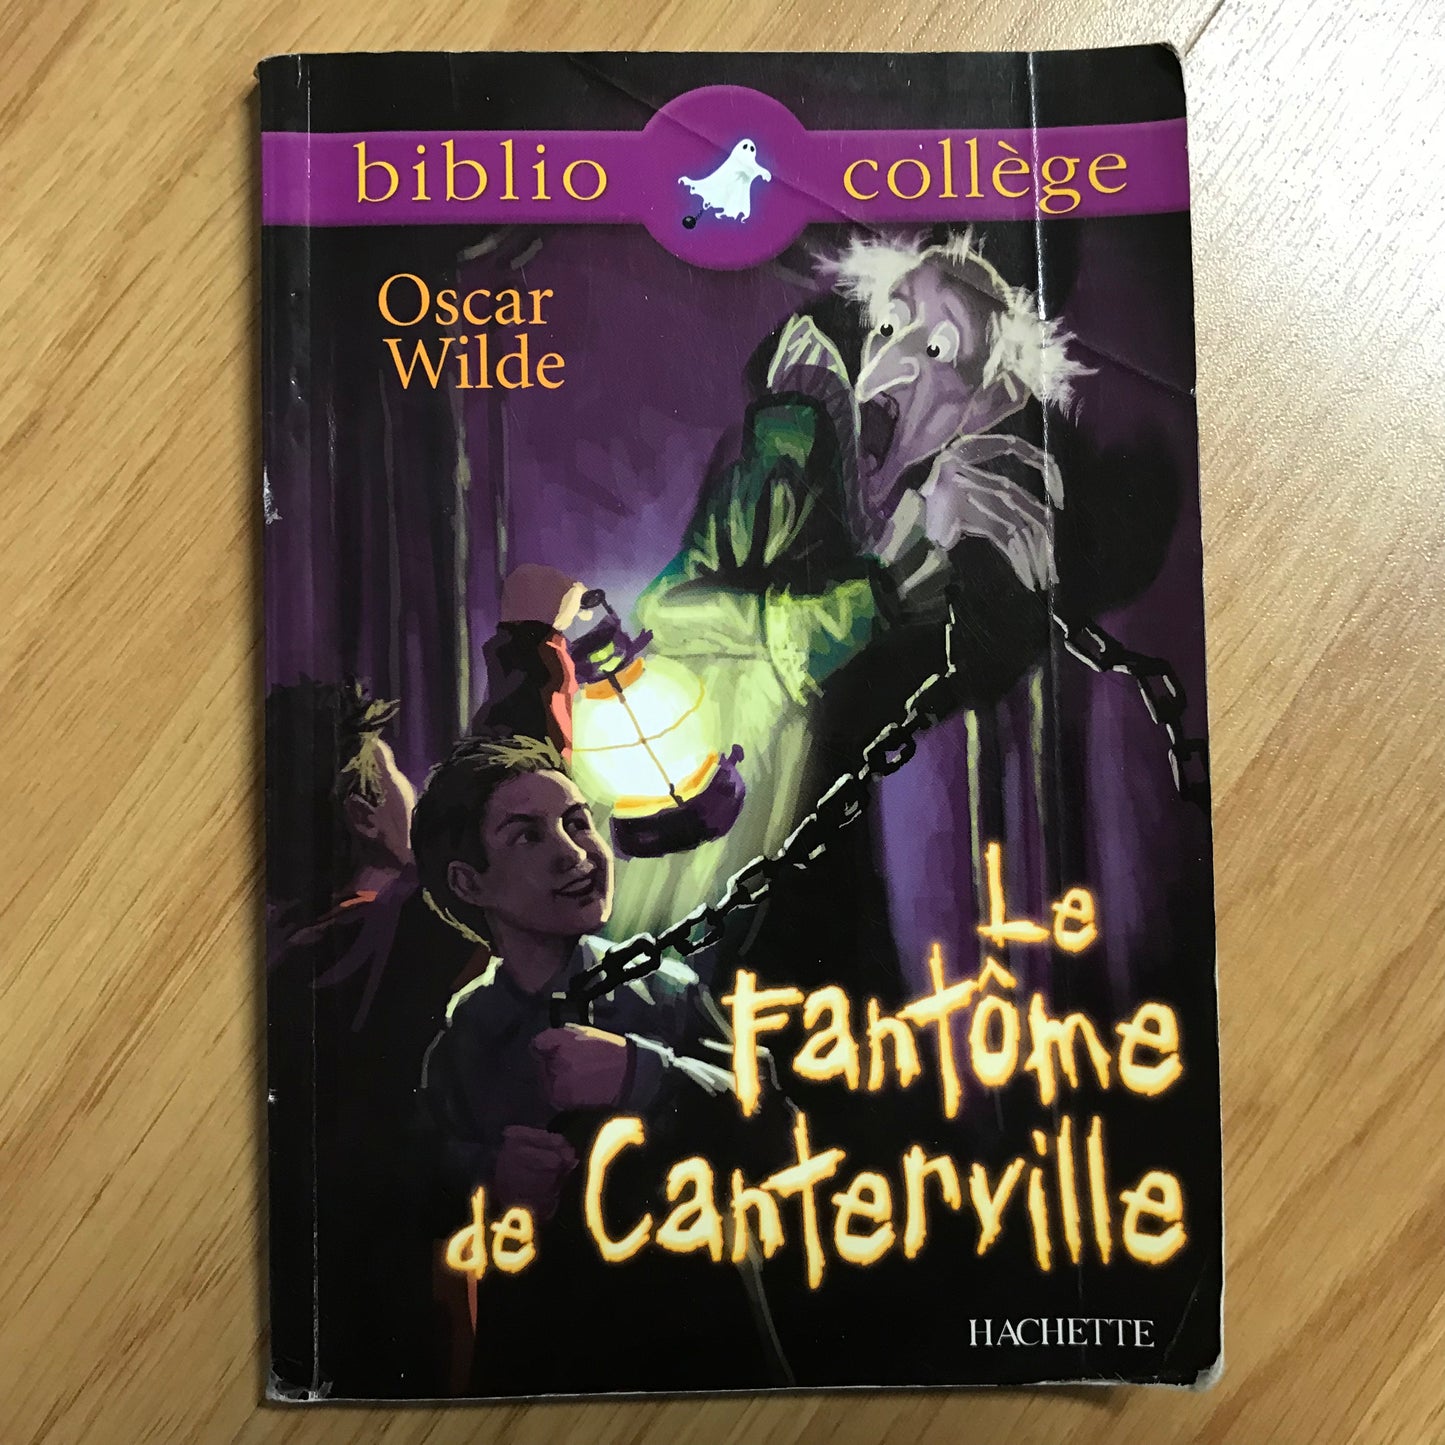 biblio collège
Oscar
Wilde
Le
Fantôme
de Canterville
HACHETTE